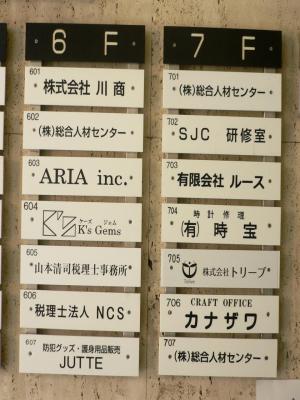 6 F
601
株式会社 川商
602
(株)総合人材センター
603
ARIA inc.
604
K'S
ケーズ ジェム
K's Gems
605
山本清司税理士事務所
606
税理士法人 NCS
607
防犯グッズ・護身用品販売
JUTTE
7 F
701
(株)総合人材センター
702
SJC 研修室
703
有限会社 ルース
704
時計修理
(有) 時宝
705
株式会社トリーブ
706
CRAFT OFFICE
カナザワ
707
(株)総合人材センター